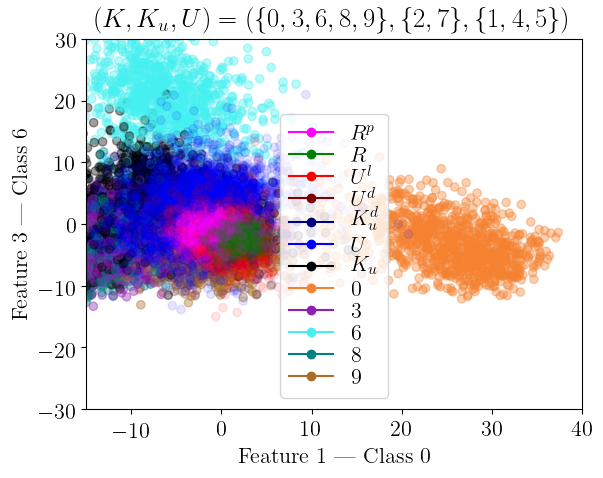 (K, K_u, U) = ({0, 3, 6, 8, 9}, {2, 7}, {1, 4, 5})
Feature 3 — Class 6
30
20
10
0
−10
−20
−30
R^p
R
U^l
U^d
K_u^d
U
K_u
0
3
6
8
9
−10
0
10
20
30
40
Feature 1 — Class 0